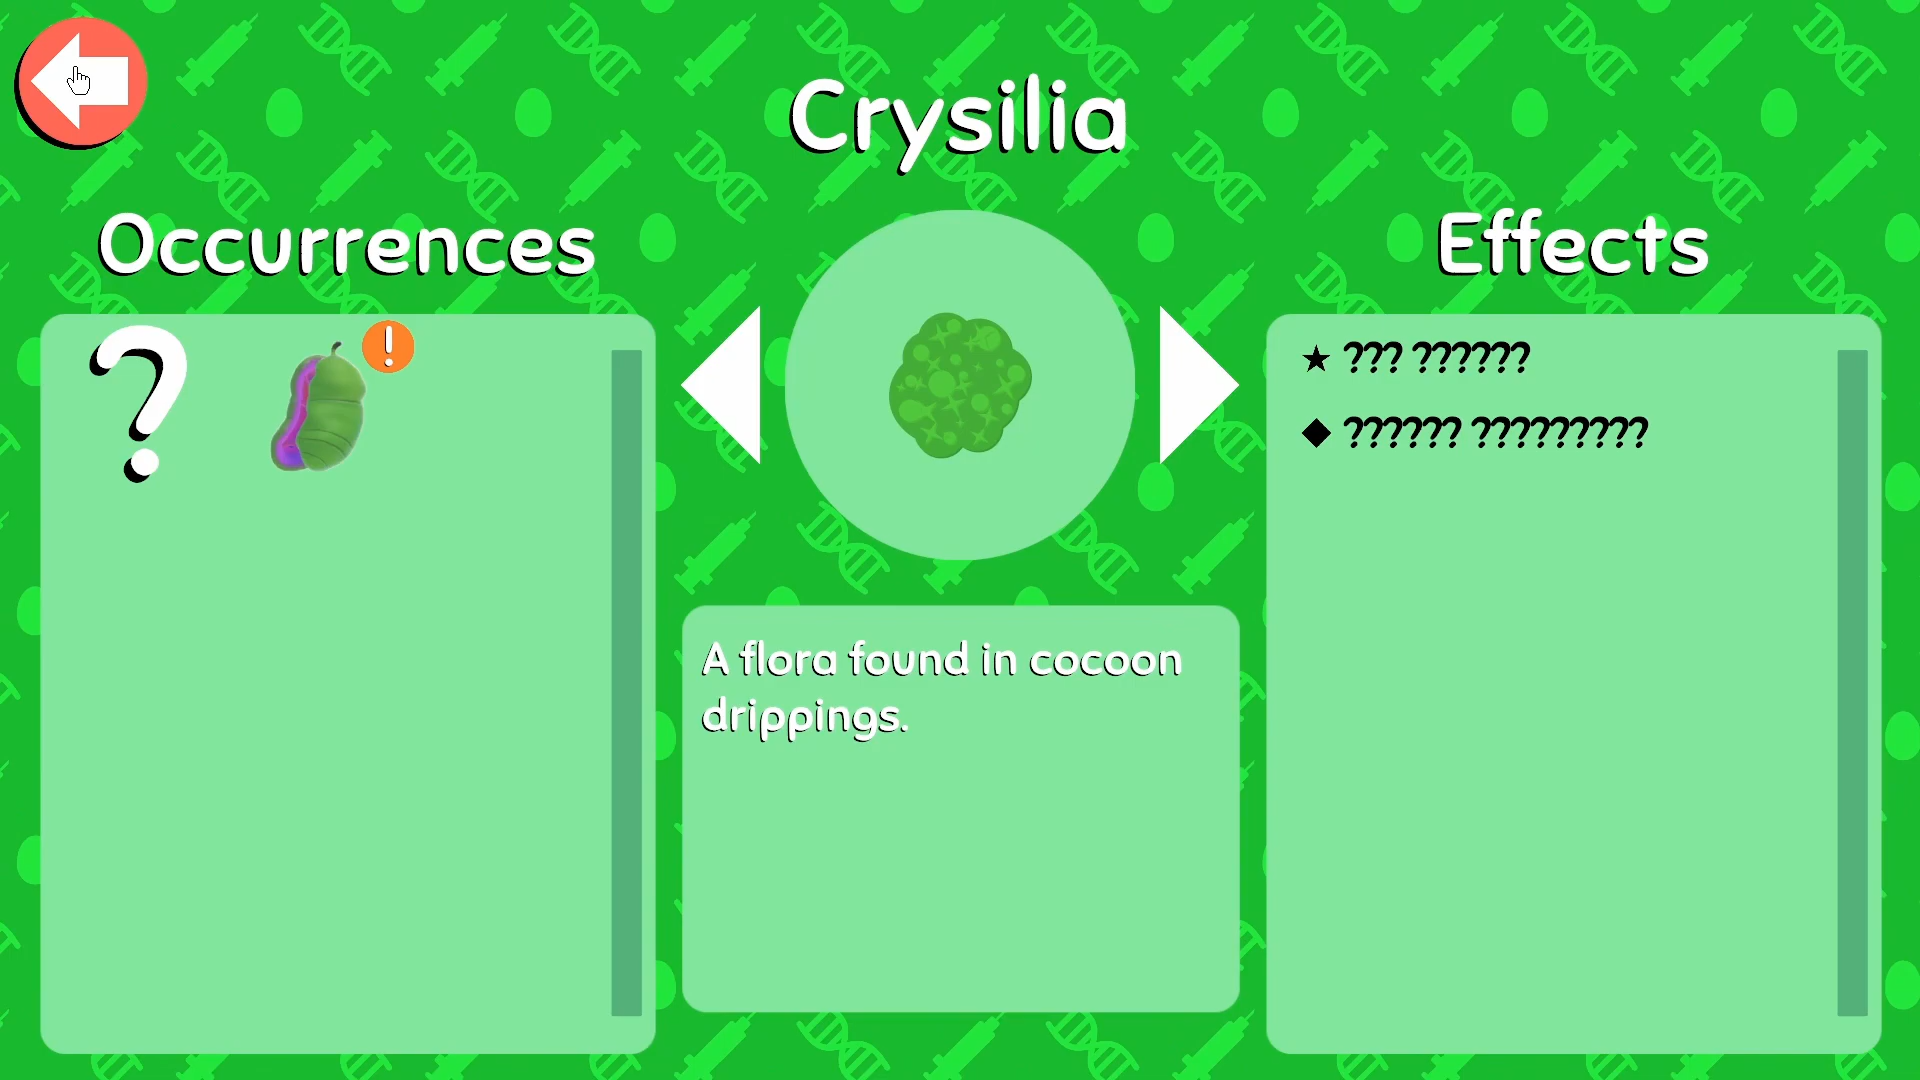 Crysilia
Occurrences
Effects
?
!
★ ??? ??????
◆ ?????? ?????????
A flora found in cocoon
drippings.